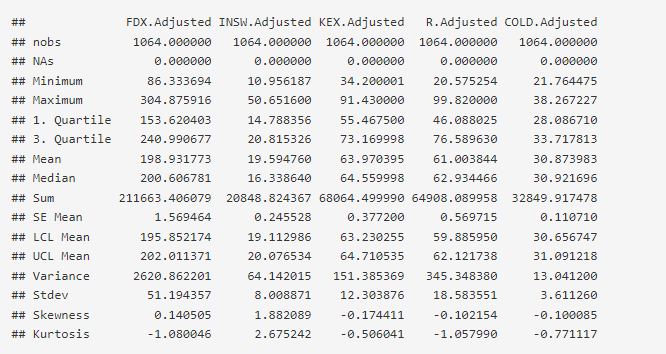 ## FDX.Adjusted INSW.Adjusted KEX.Adjusted R.Adjusted COLD.Adjusted
## nobs 1064.000000 1064.000000 1064.000000 1064.000000 1064.000000
## NAs 0.000000 0.000000 0.000000 0.000000 0.000000
## Minimum 86.333694 10.956187 34.200001 20.575254 21.764475
## Maximum 304.875916 50.651600 91.430000 99.820000 38.267227
## 1. Quartile 153.620403 14.788356 55.467500 46.088025 28.086710
## 3. Quartile 240.990677 20.815326 73.169998 76.589630 33.717813
## Mean 198.931773 19.594760 63.970395 61.003844 30.873983
## Median 200.606781 16.338640 64.559998 62.934466 30.921696
## Sum 211663.406079 20848.824367 68064.499990 64908.089958 32849.917478
## SE Mean 1.569464 0.245528 0.377200 0.569715 0.110710
## LCL Mean 195.852174 19.112986 63.230255 59.885950 30.656747
## UCL Mean 202.011371 20.076534 64.710535 62.121738 31.091218
## Variance 2620.862201 64.142015 151.385369 345.348380 13.041200
## Stdev 51.194357 8.008871 12.303876 18.583551 3.611260
## Skewness 0.140505 1.882089 -0.174411 -0.102154 -0.100085
## Kurtosis -1.080046 2.675242 -0.506041 -1.057990 -0.771117